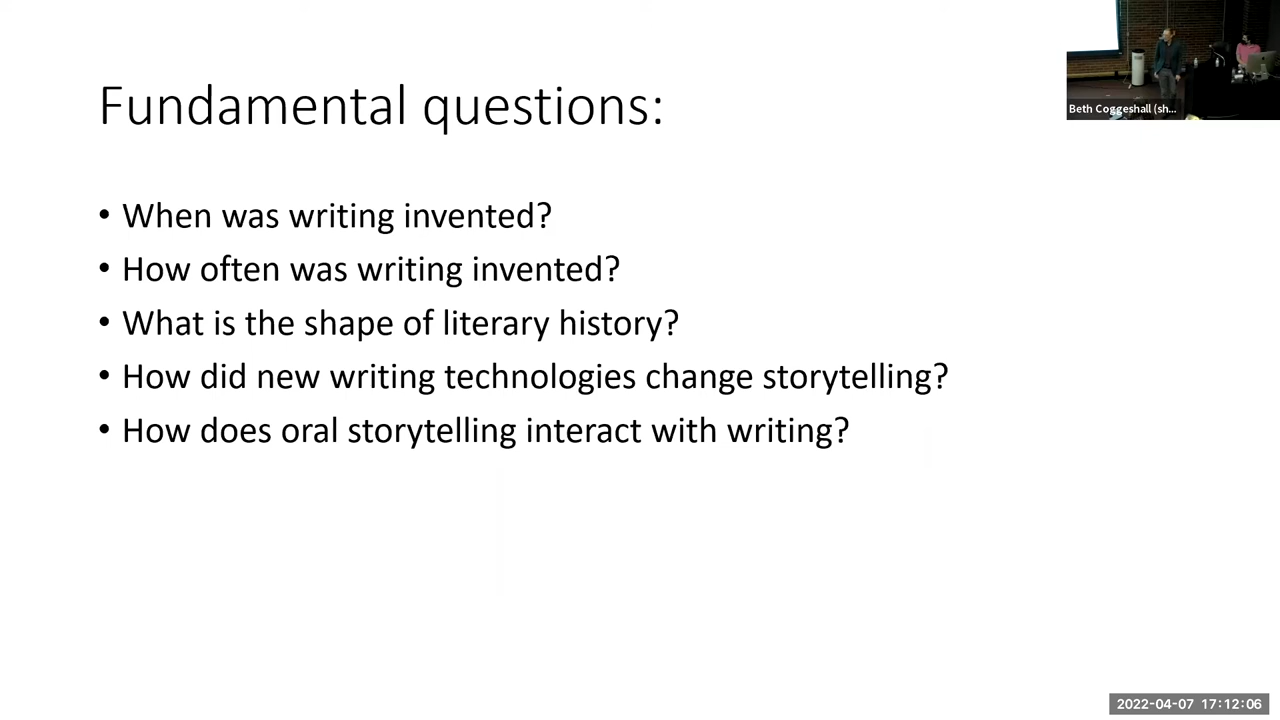 Fundamental questions:
• When was writing invented?
• How often was writing invented?
• What is the shape of literary history?
• How did new writing technologies change storytelling?
• How does oral storytelling interact with writing?
Beth Coggeshall (sh...
2022-04-07 17:12:06